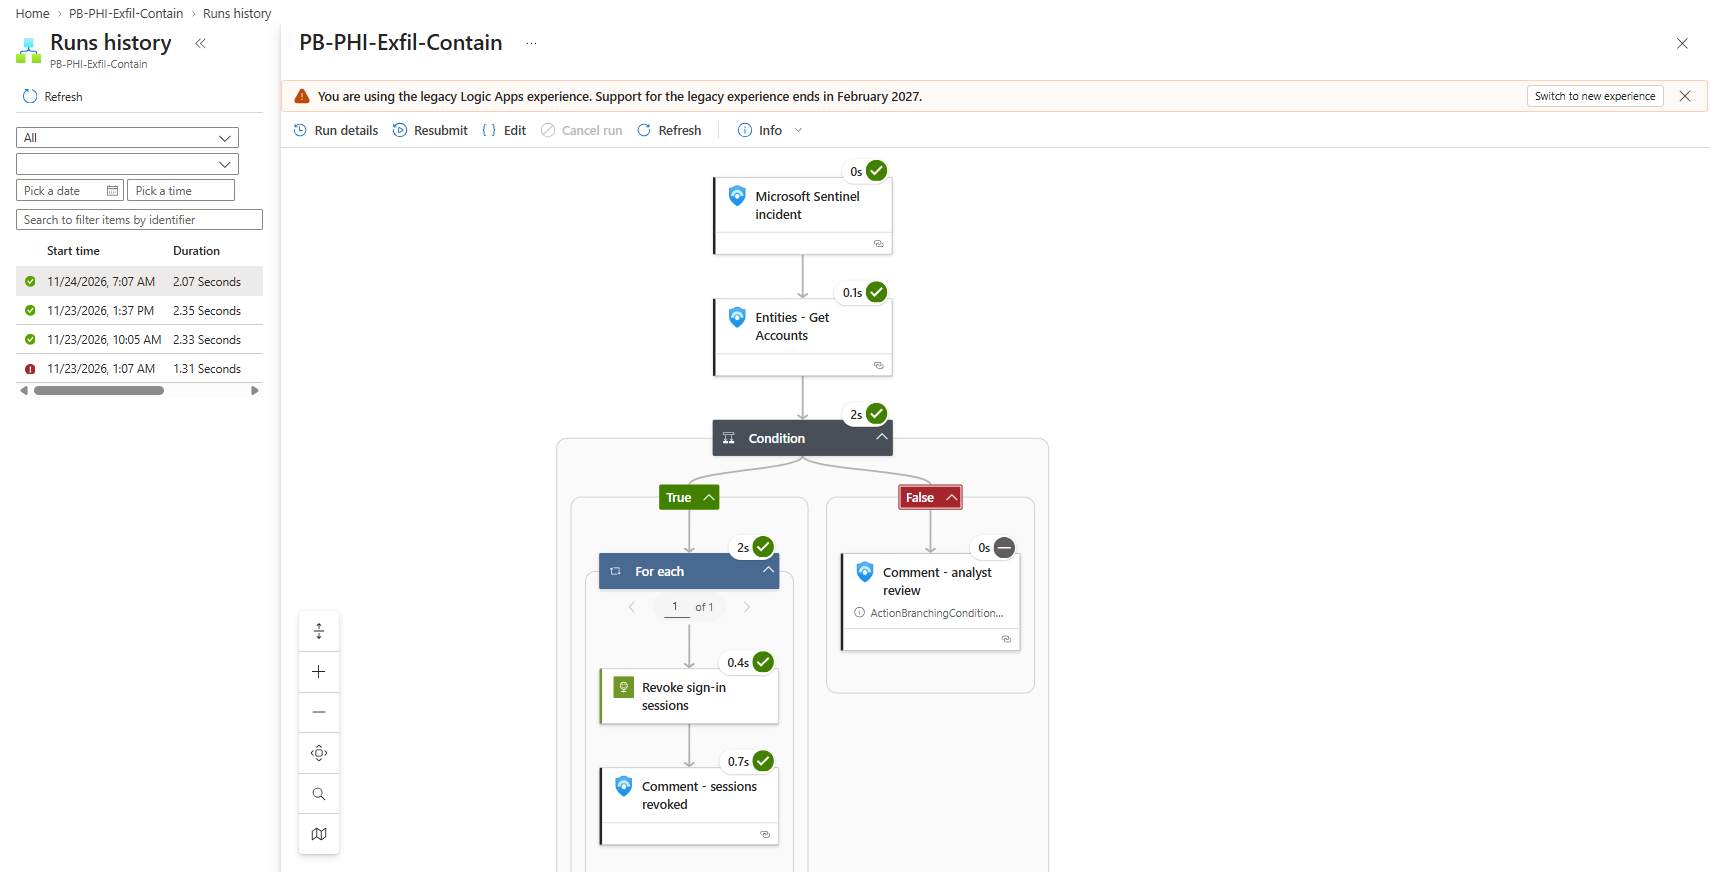 Home > PB-PHI-Exfil-Contain > Runs history
Runs history
PB-PHI-Exfil-Contain
Refresh
All
Pick a date
Pick a time
Search to filter items by identifier
Start time Duration
11/24/2026, 7:07 AM 2.07 Seconds
11/23/2026, 1:37 PM 2.35 Seconds
11/23/2026, 10:05 AM 2.33 Seconds
11/23/2026, 1:07 AM 1.31 Seconds
PB-PHI-Exfil-Contain ...
You are using the legacy Logic Apps experience. Support for the legacy experience ends in February 2027.
Switch to new experience
Run details Resubmit Edit Cancel run Refresh Info
0s
Microsoft Sentinel
incident
0.1s
Entities - Get
Accounts
2s
Condition
True
2s
For each
1 of 1
0.4s
Revoke sign-in
sessions
0.7s
Comment - sessions
revoked
False
0s
Comment - analyst
review
ActionBranchingCondition...